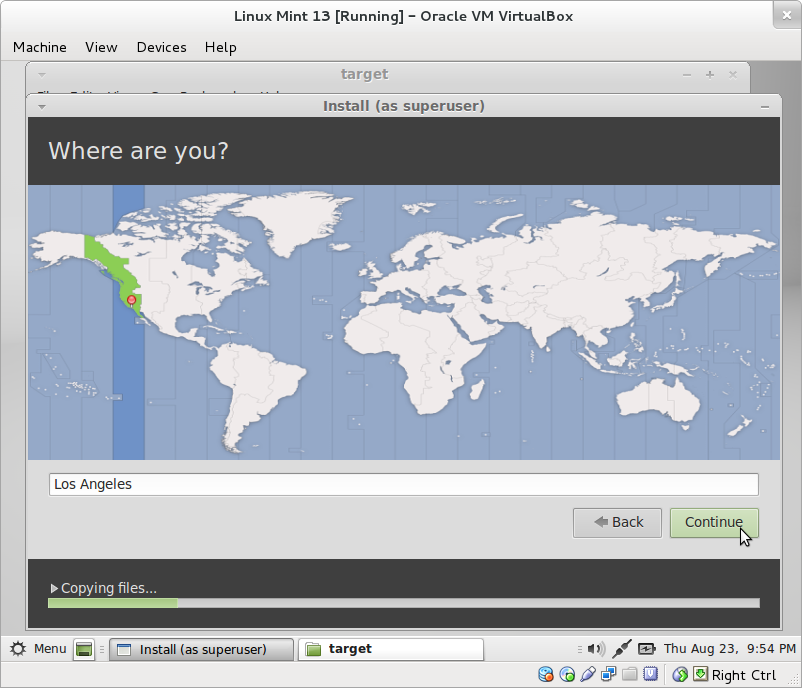 Linux Mint 13 [Running] – Oracle VM VirtualBox
Machine View Devices Help
target
Install (as superuser)
Where are you?
Los Angeles
Back Continue
Copying files...
Menu Install (as superuser) target Thu Aug 23, 9:54 PM
Right Ctrl